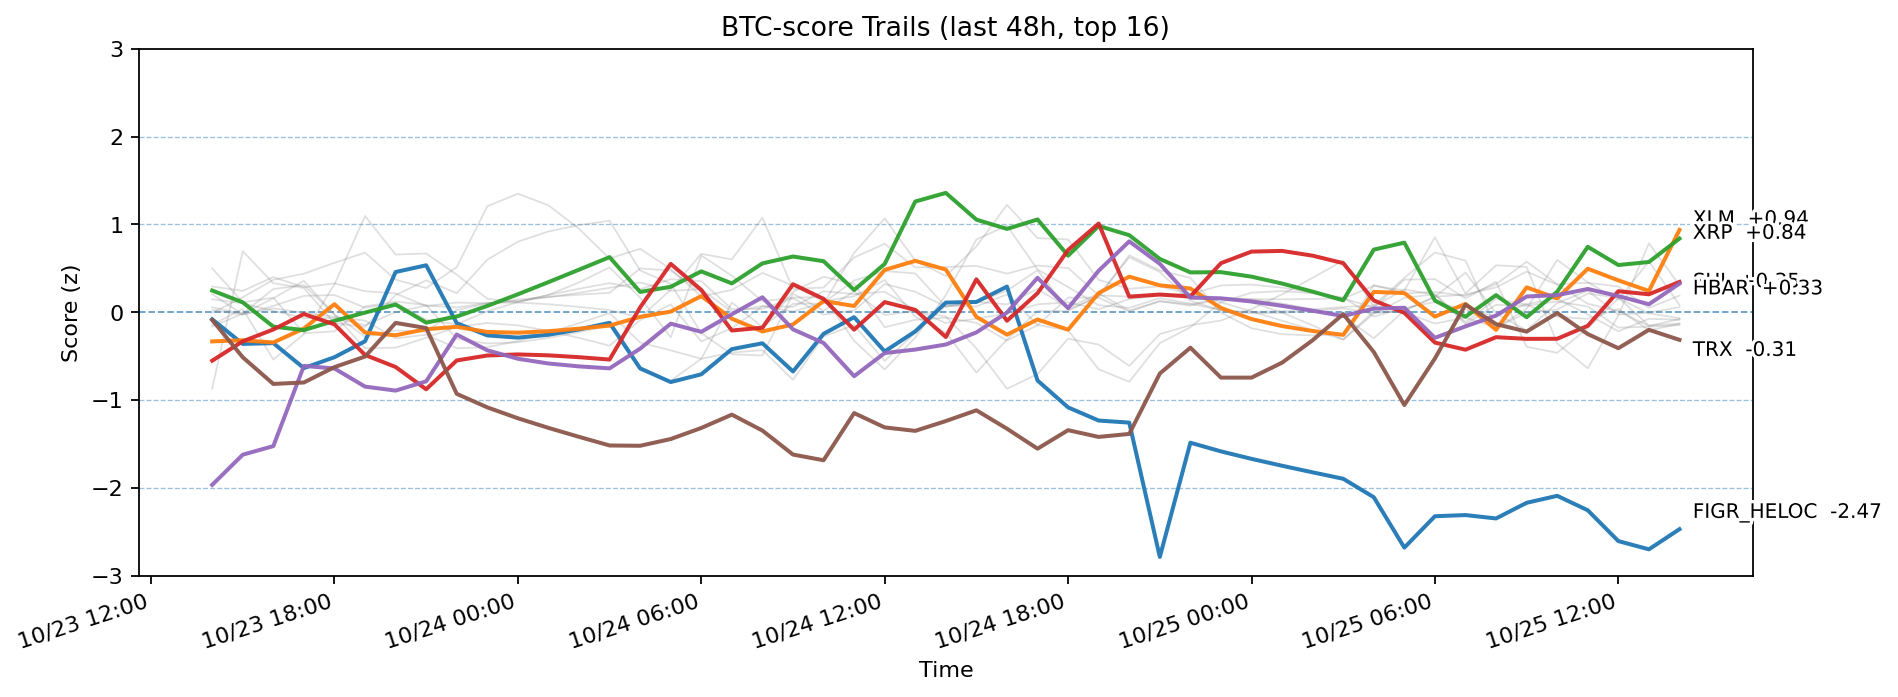 BTC-score Trails (last 48h, top 16)
Score (z)
3
2
1
0
−1
−2
−3
XLM +0.94
XRP +0.84
HBAR +0.33
TRX -0.31
FIGR_HELOC -2.47
10/23 12:00
10/23 18:00
10/24 00:00
10/24 06:00
10/24 12:00
10/24 18:00
10/25 00:00
10/25 06:00
10/25 12:00
Time